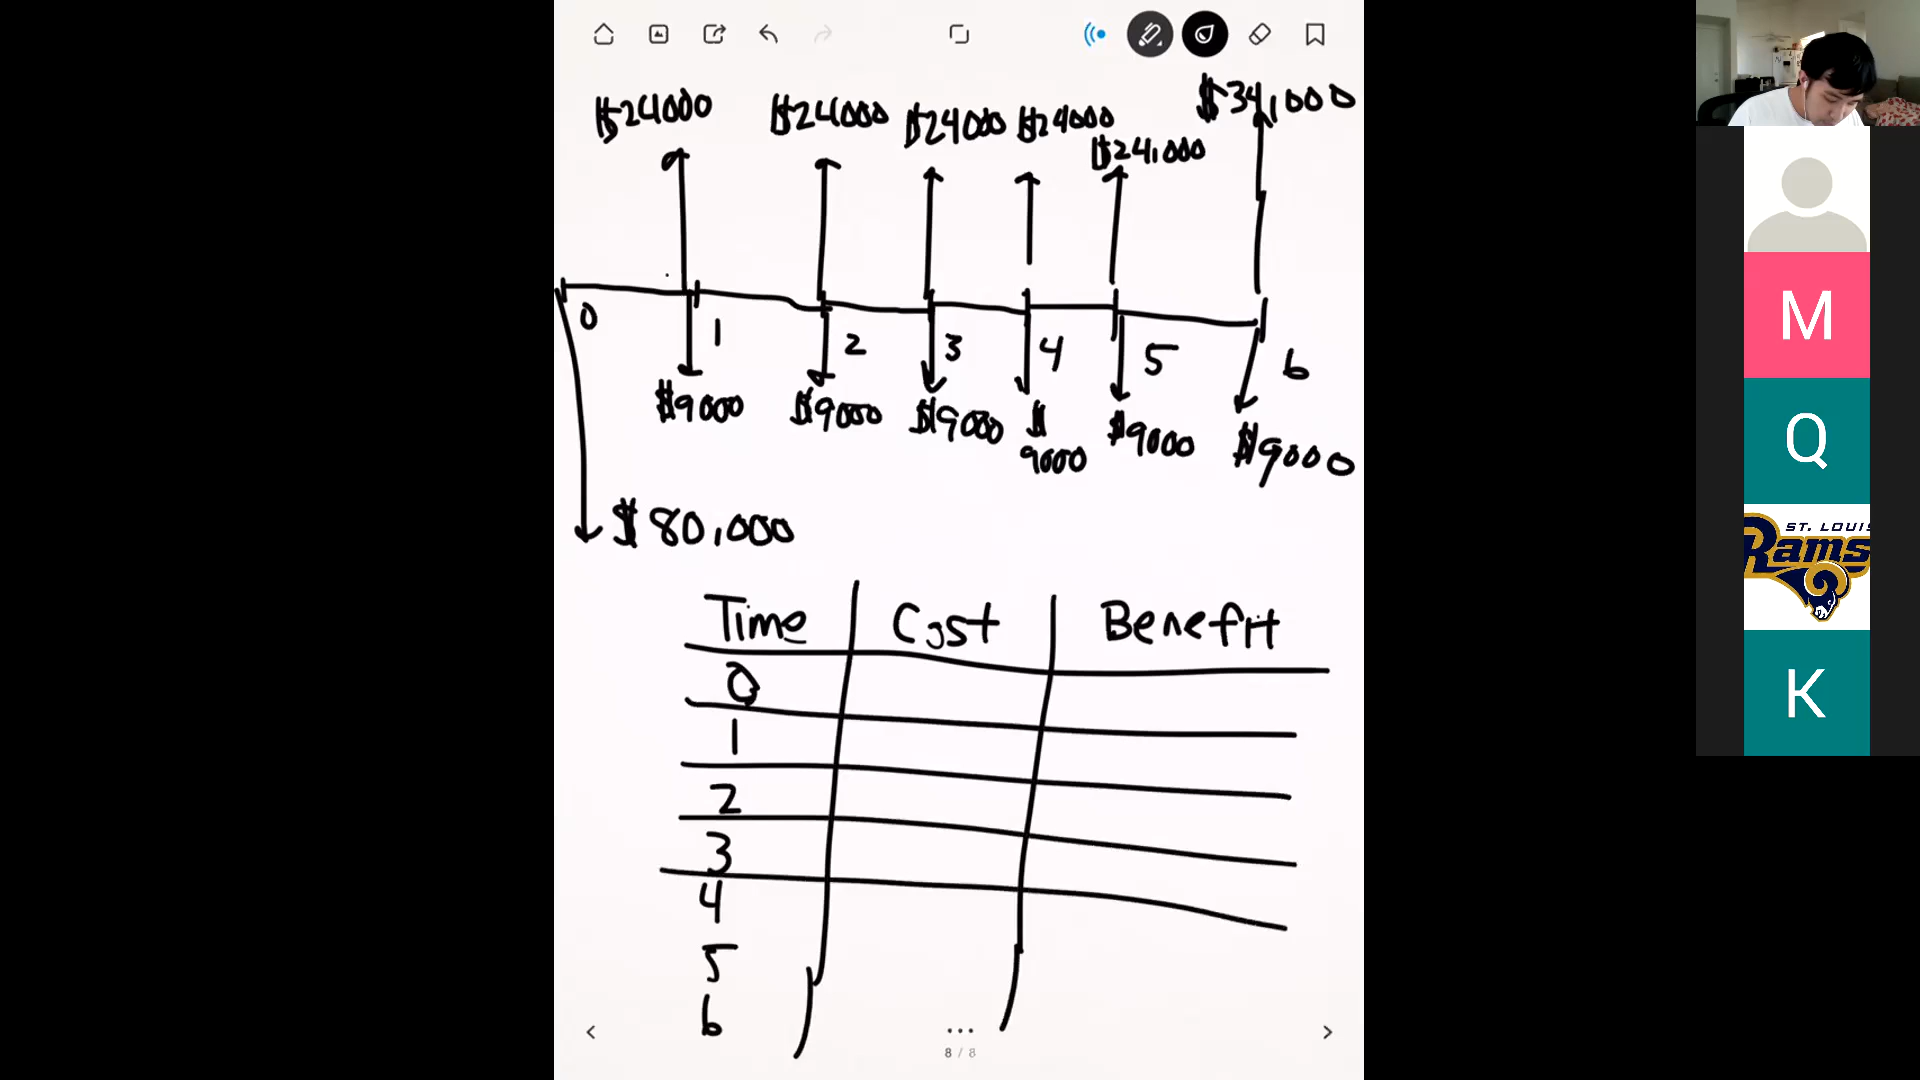 $24000 $24000 $24000 $24000 $34,000
$24,000
0 1 2 3 4 5 6
$9000 $9000 $9000 $9000 $9000 $9000
$80,000
Time Cost Benefit
0
1
2
3
4
5
6
8 / 8
M
Q
ST. LOUIS
Rams
K